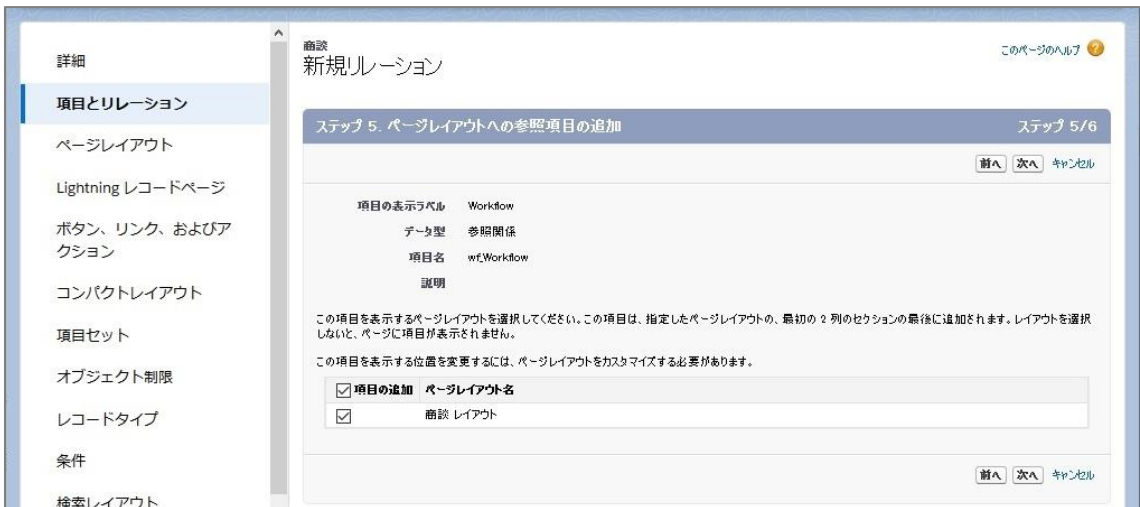 詳細
項目とリレーション
ページレイアウト
Lightning レコードページ
ボタン、リンク、およびア
クション
コンパクトレイアウト
項目セット
オブジェクト制限
レコードタイプ
条件
検索レイアウト
商談
新規リレーション
このページのヘルプ ?
ステップ 5. ページレイアウトへの参照項目の追加 ステップ 5/6
前へ 次へ キャンセル
項目の表示ラベル Workflow
データ型 参照関係
項目名 wf_Workflow
説明
この項目を表示するページレイアウトを選択してください。この項目は、指定したページレイアウトの、最初の 2 列のセクションの最後に追加されます。レイアウトを選択
しないと、ページに項目が表示されません。
この項目を表示する位置を変更するには、ページレイアウトをカスタマイズする必要があります。
項目の追加 ページレイアウト名
商談 レイアウト
前へ 次へ キャンセル